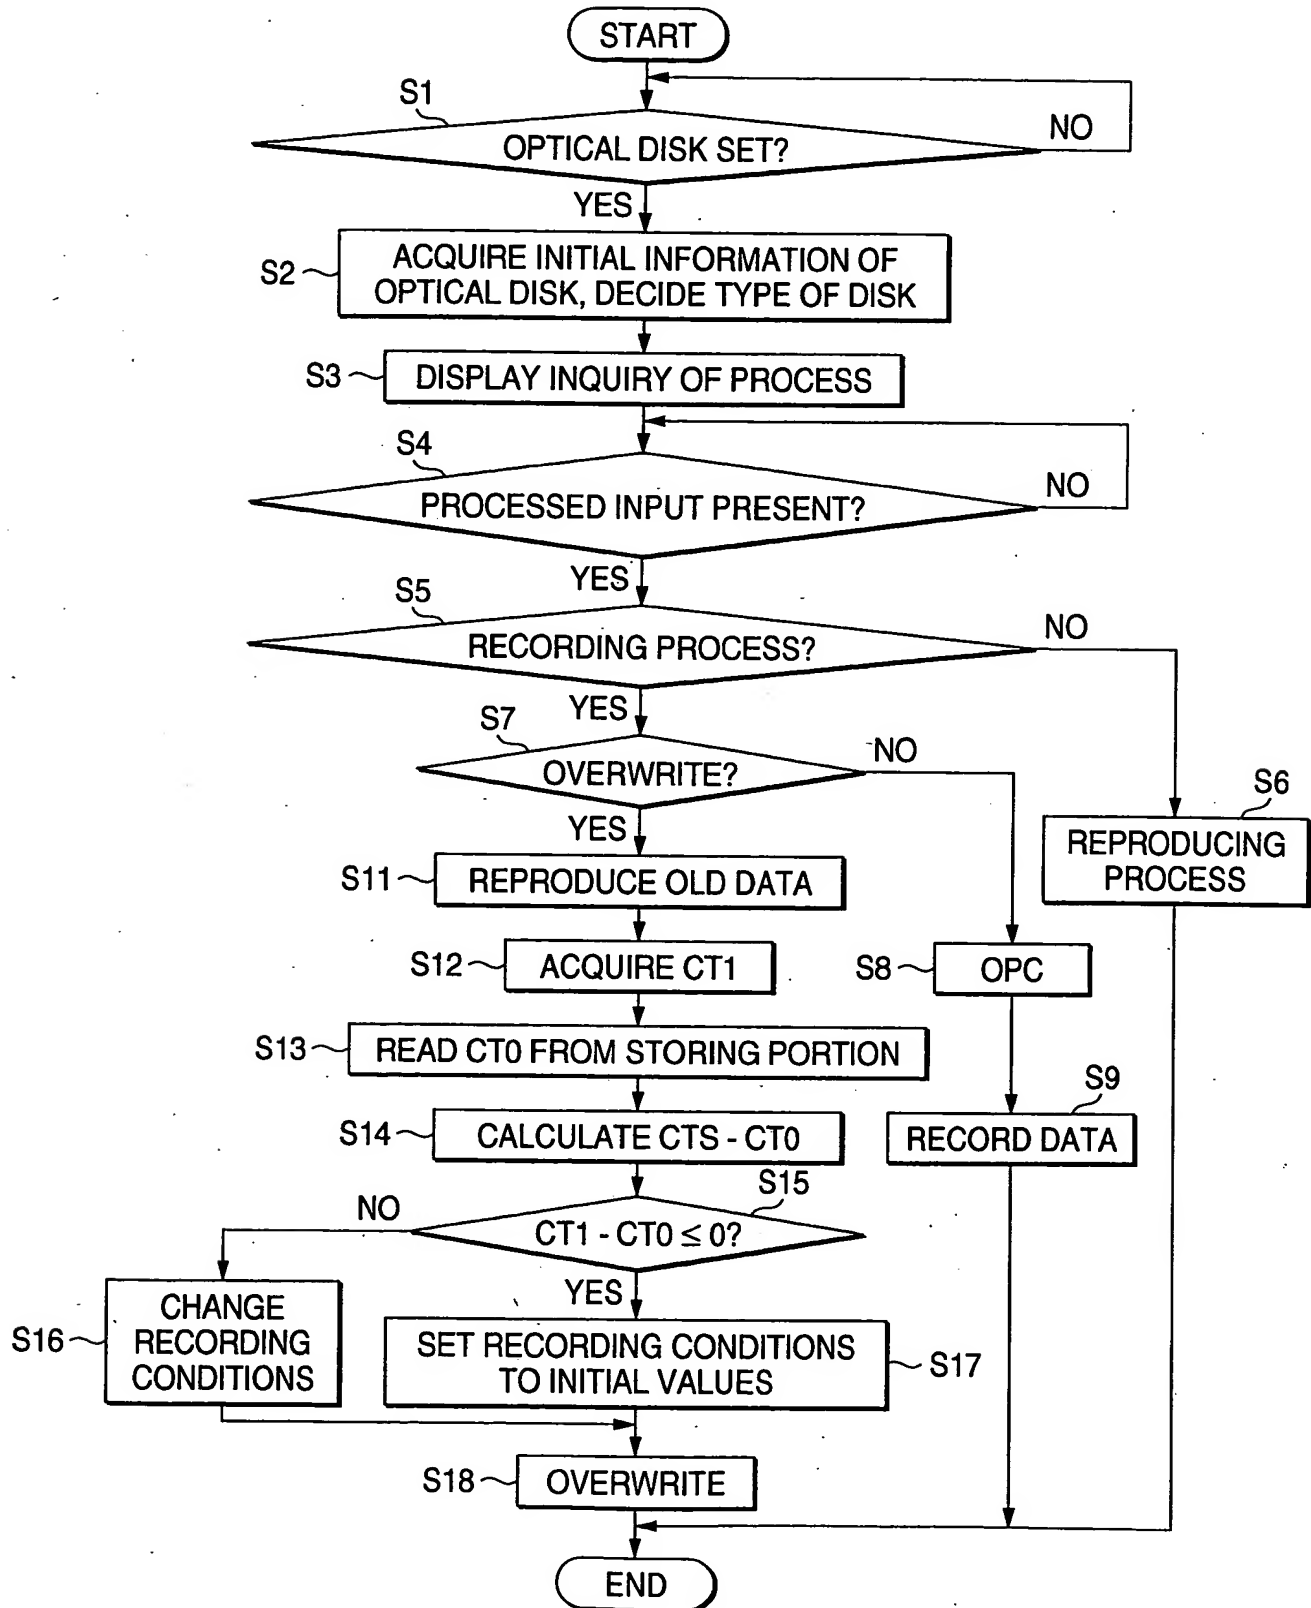 START
S1
OPTICAL DISK SET?
NO
YES
S2
ACQUIRE INITIAL INFORMATION OF
OPTICAL DISK, DECIDE TYPE OF DISK
S3
DISPLAY INQUIRY OF PROCESS
S4
PROCESSED INPUT PRESENT?
NO
YES
S5
RECORDING PROCESS?
NO
YES
S7
OVERWRITE?
NO
YES
S6
REPRODUCING
PROCESS
S11
REPRODUCE OLD DATA
S12
ACQUIRE CT1
S8
OPC
S13
READ CT0 FROM STORING PORTION
S14
CALCULATE CTS - CT0
S9
RECORD DATA
S15
CT1 - CT0 ≤ 0?
NO
YES
S16
CHANGE
RECORDING
CONDITIONS
SET RECORDING CONDITIONS
TO INITIAL VALUES
S17
S18
OVERWRITE
END